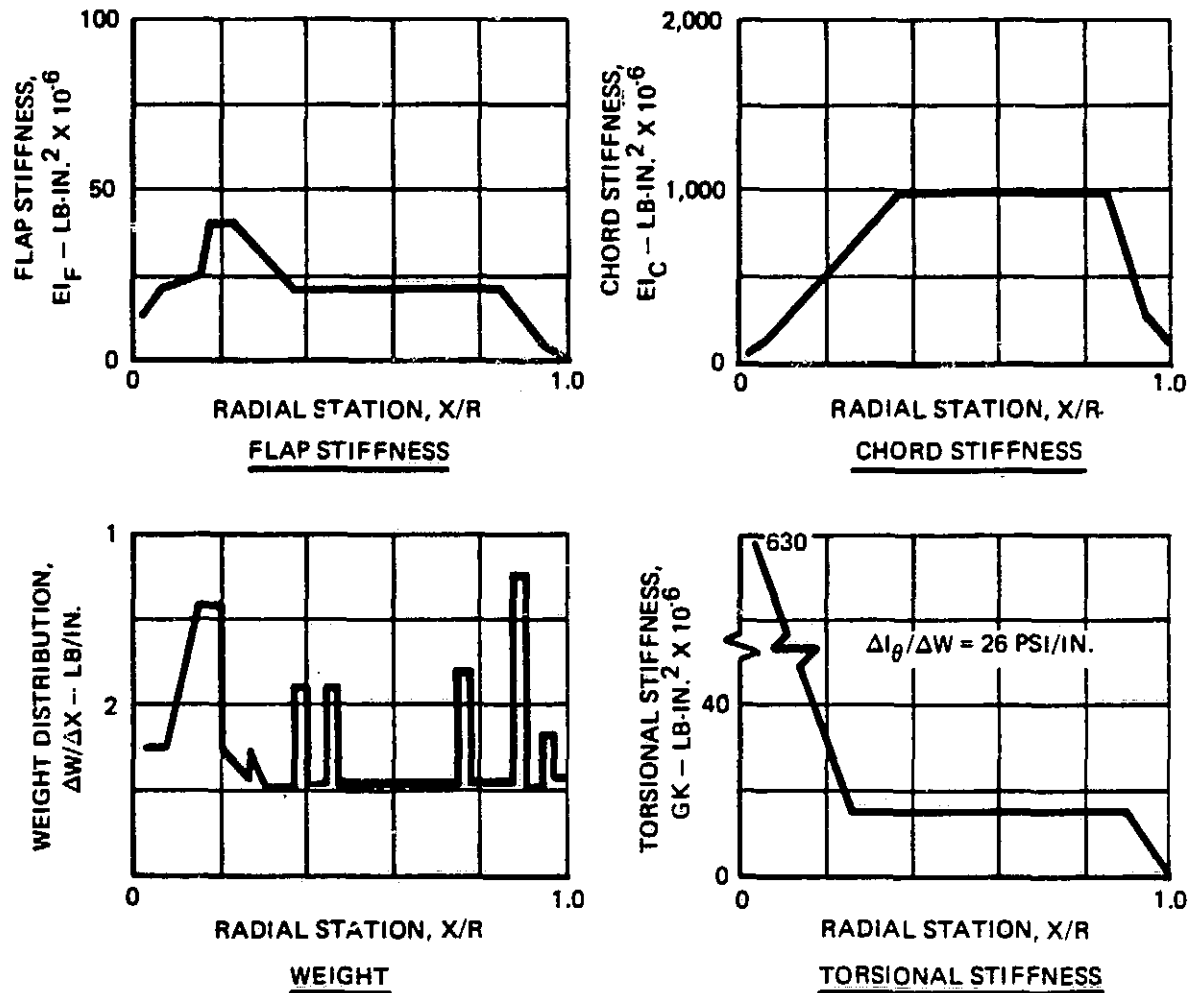 FLAP STIFFNESS,
EI_F – LB-IN.² X 10⁻⁶
100
50
0
0
1.0
RADIAL STATION, X/R
FLAP STIFFNESS
CHORD STIFFNESS,
EI_C – LB-IN.² X 10⁻⁶
2,000
1,000
0
0
1.0
RADIAL STATION, X/R
CHORD STIFFNESS
WEIGHT DISTRIBUTION,
ΔW/ΔX – LB/IN.
1
2
0
1.0
RADIAL STATION, X/R
WEIGHT
TORSIONAL STIFFNESS,
GK – LB-IN.² X 10⁻⁶
630
ΔI_θ/ΔW = 26 PSI/IN.
40
0
0
1.0
RADIAL STATION, X/R
TORSIONAL STIFFNESS